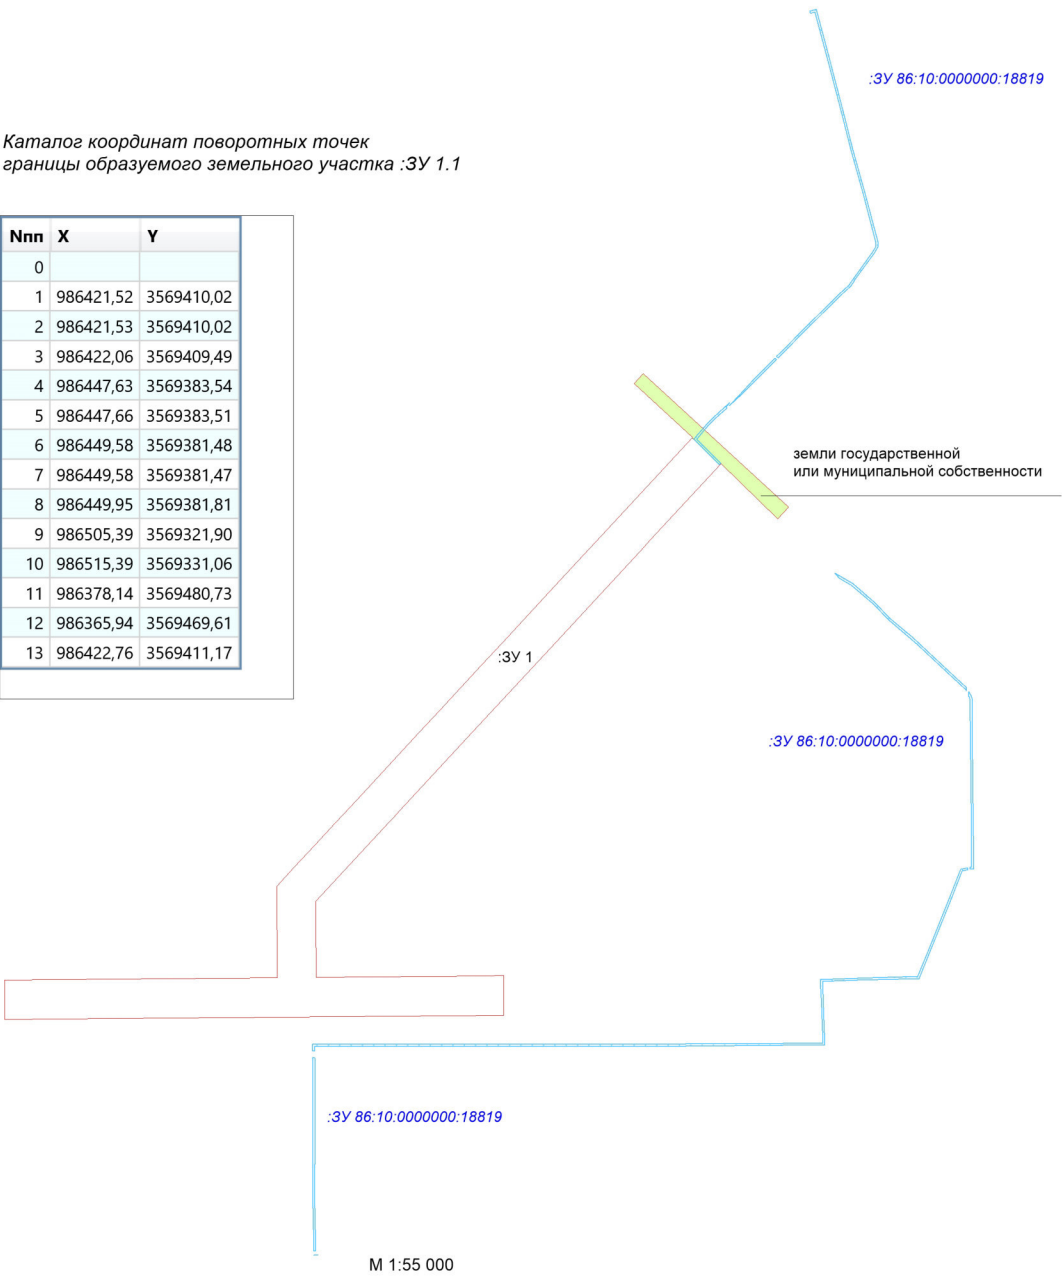 :ЗУ 86:10:0000000:18819
Каталог координат поворотных точек
границы образуемого земельного участка :ЗУ 1.1
Nпп X Y
0
1 986421,52 3569410,02
2 986421,53 3569410,02
3 986422,06 3569409,49
4 986447,63 3569383,54
5 986447,66 3569383,51
6 986449,58 3569381,48
7 986449,58 3569381,47
8 986449,95 3569381,81
9 986505,39 3569321,90
10 986515,39 3569331,06
11 986378,14 3569480,73
12 986365,94 3569469,61
13 986422,76 3569411,17
земли государственной
или муниципальной собственности
:ЗУ 1
:ЗУ 86:10:0000000:18819
:ЗУ 86:10:0000000:18819
М 1:55 000